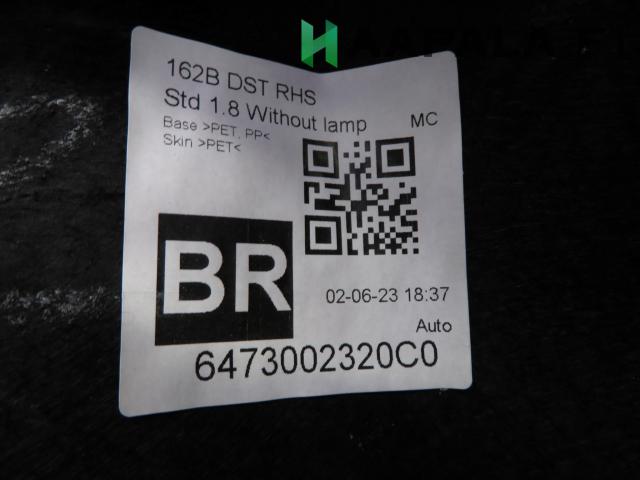 162B DST RHS
Std 1.8 Without lamp
MC
Base >PET, PP<
Skin >PET<
BR
02-06-23 18:37
Auto
6473002320C0